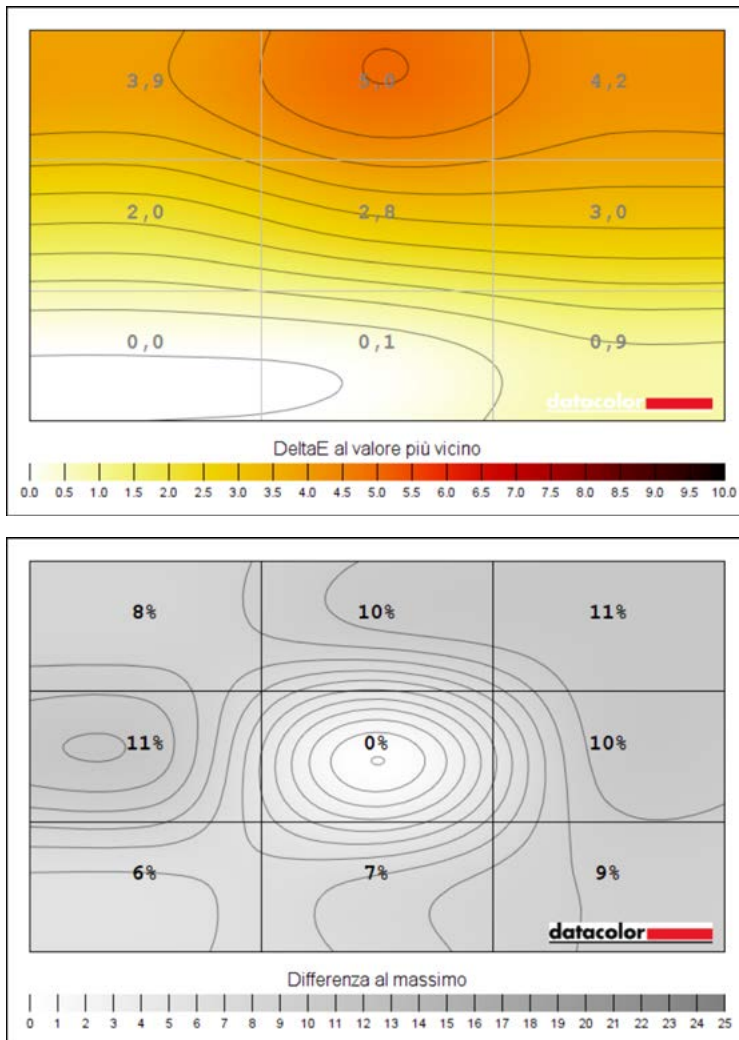 3,9 5,0 4,2
2,0 2,8 3,0
0,0 0,1 0,9
datacolor
DeltaE al valore più vicino
0.0 0.5 1.0 1.5 2.0 2.5 3.0 3.5 4.0 4.5 5.0 5.5 6.0 6.5 7.0 7.5 8.0 8.5 9.0 9.5 10.0
8% 10% 11%
11% 0% 10%
6% 7% 9%
datacolor
Differenza al massimo
0 1 2 3 4 5 6 7 8 9 10 11 12 13 14 15 16 17 18 19 20 21 22 23 24 25